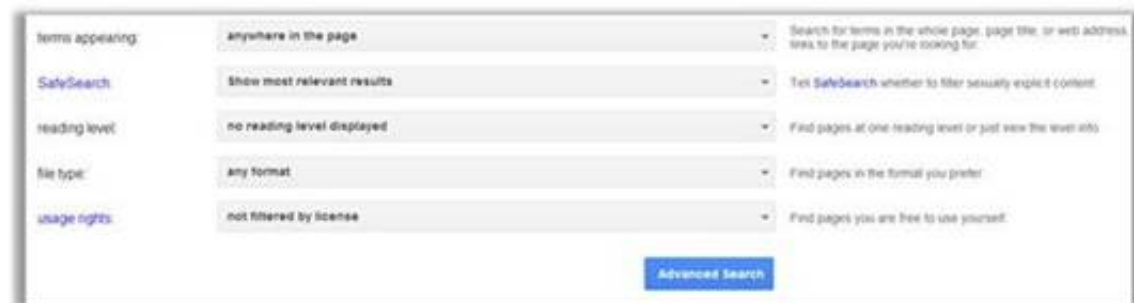 terms appearing: anywhere in the page Search for terms in the whole page, page title, or web address,
links to the page you're looking for.
SafeSearch: Show most relevant results Tell SafeSearch whether to filter sexually explicit content.
reading level: no reading level displayed Find pages at one reading level or just view the level info.
file type: any format Find pages in the format you prefer.
usage rights: not filtered by license Find pages you are free to use yourself.
Advanced Search